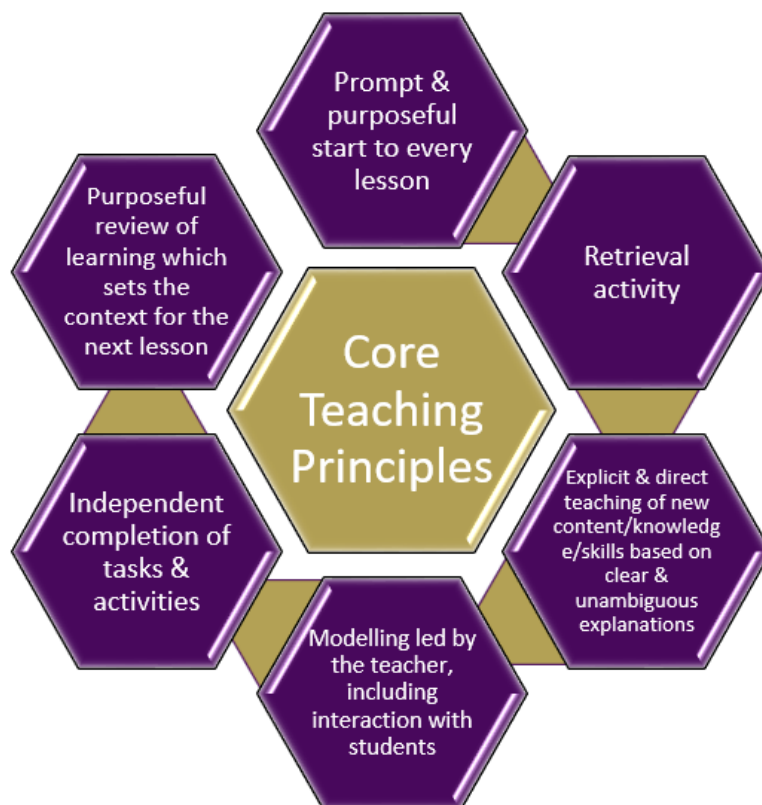 Prompt &
purposeful
start to every
lesson
Retrieval
activity
Explicit & direct
teaching of new
content/knowledg
e/skills based on
clear &
unambiguous
explanations
Modelling led by
the teacher,
including
interaction with
students
Independent
completion of
tasks &
activities
Purposeful
review of
learning which
sets the
context for the
next lesson
Core
Teaching
Principles